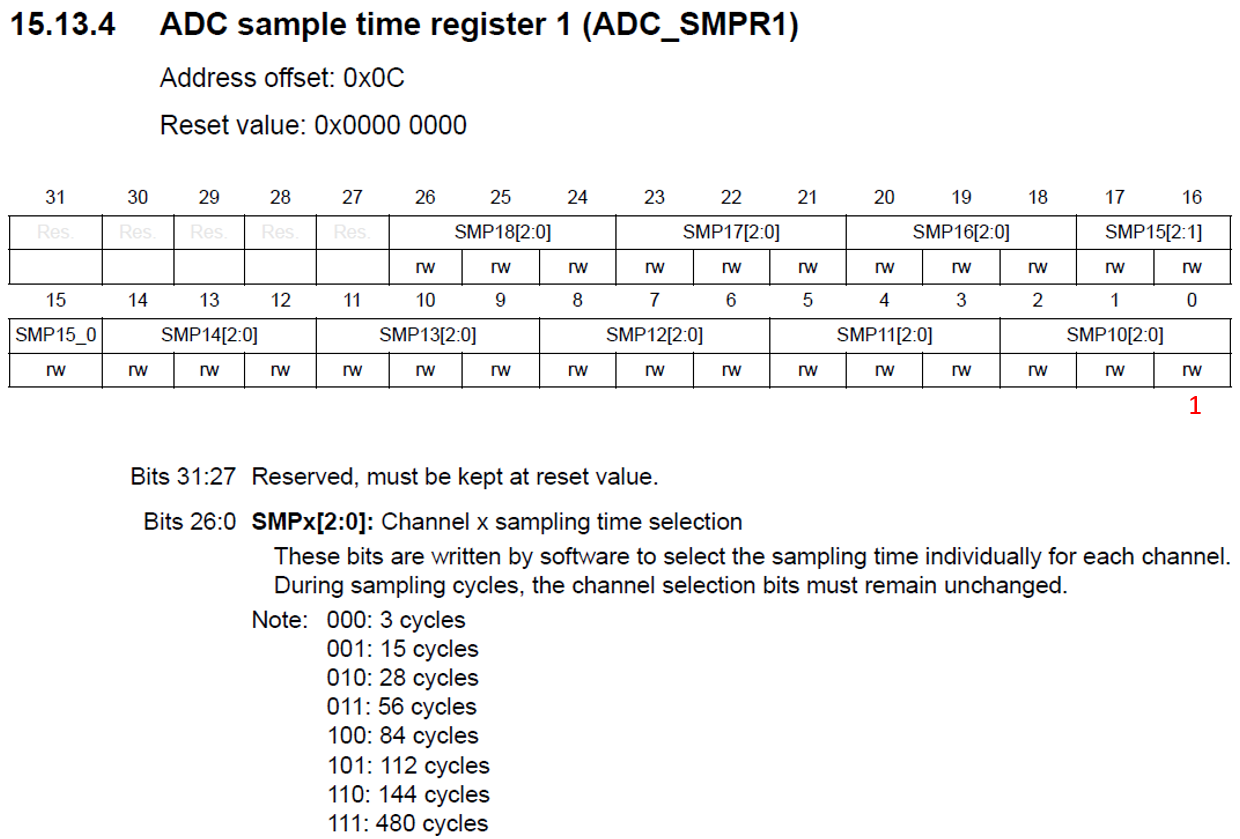 15.13.4 ADC sample time register 1 (ADC_SMPR1)
Address offset: 0x0C
Reset value: 0x0000 0000
31 30 29 28 27 26 25 24 23 22 21 20 19 18 17 16
Res. Res. Res. Res. Res. SMP18[2:0] SMP17[2:0] SMP16[2:0] SMP15[2:1]
rw rw rw rw rw rw rw rw rw rw rw
15 14 13 12 11 10 9 8 7 6 5 4 3 2 1 0
SMP15_0 SMP14[2:0] SMP13[2:0] SMP12[2:0] SMP11[2:0] SMP10[2:0]
rw rw rw rw rw rw rw rw rw rw rw rw rw rw rw rw
1
Bits 31:27 Reserved, must be kept at reset value.
Bits 26:0 SMPx[2:0]: Channel x sampling time selection
These bits are written by software to select the sampling time individually for each channel.
During sampling cycles, the channel selection bits must remain unchanged.
Note: 000: 3 cycles
001: 15 cycles
010: 28 cycles
011: 56 cycles
100: 84 cycles
101: 112 cycles
110: 144 cycles
111: 480 cycles